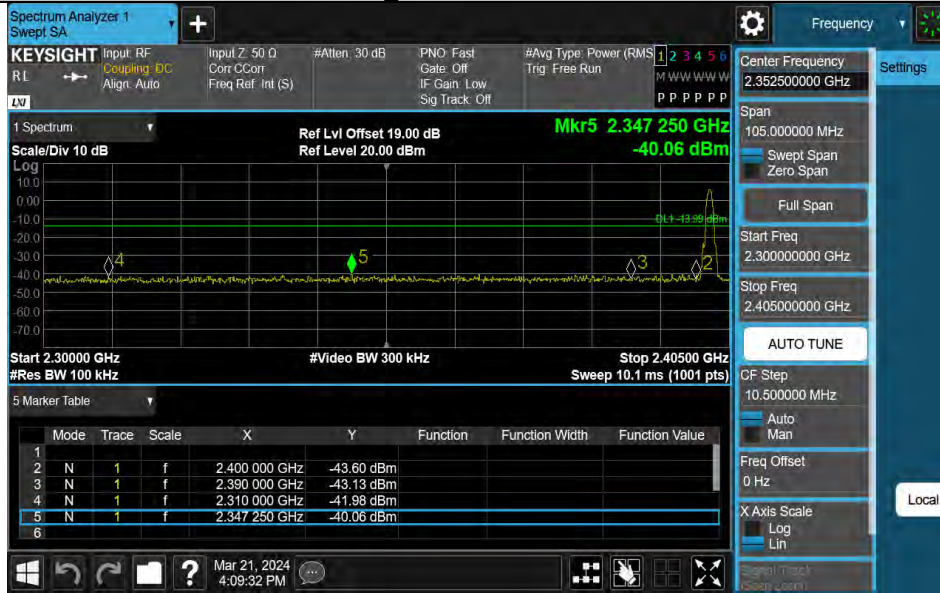 Spectrum Analyzer 1
Swept SA
+
Frequency
KEYSIGHT
RL
LXI
Input: RF
Coupling: DC
Align: Auto
Input Z: 50 Ω
Corr CCorr
Freq Ref: Int (S)
#Atten: 30 dB
PNO: Fast
Gate: Off
IF Gain: Low
Sig Track: Off
#Avg Type: Power (RMS
Trig: Free Run
1 2 3 4 5 6
M W W W W W
P P P P P P
1 Spectrum
Scale/Div 10 dB
Ref Lvl Offset 19.00 dB
Ref Level 20.00 dBm
Mkr5 2.347 250 GHz
-40.06 dBm
Log
10.0
0.00
-10.0
-20.0
-30.0
-40.0
-50.0
-60.0
-70.0
DL1 -13.99 dBm
4
5
3
2
Start 2.30000 GHz
#Res BW 100 kHz
#Video BW 300 kHz
Stop 2.40500 GHz
Sweep 10.1 ms (1001 pts)
5 Marker Table
Mode Trace Scale X Y Function Function Width Function Value
1
2 N 1 f 2.400 000 GHz -43.60 dBm
3 N 1 f 2.390 000 GHz -43.13 dBm
4 N 1 f 2.310 000 GHz -41.98 dBm
5 N 1 f 2.347 250 GHz -40.06 dBm
6
Mar 21, 2024
4:09:32 PM
Center Frequency
2.352500000 GHz
Span
105.000000 MHz
Swept Span
Zero Span
Full Span
Start Freq
2.300000000 GHz
Stop Freq
2.405000000 GHz
AUTO TUNE
CF Step
10.500000 MHz
Auto
Man
Freq Offset
0 Hz
X Axis Scale
Log
Lin
Signal Track
(Span Zoom)
Settings
Local